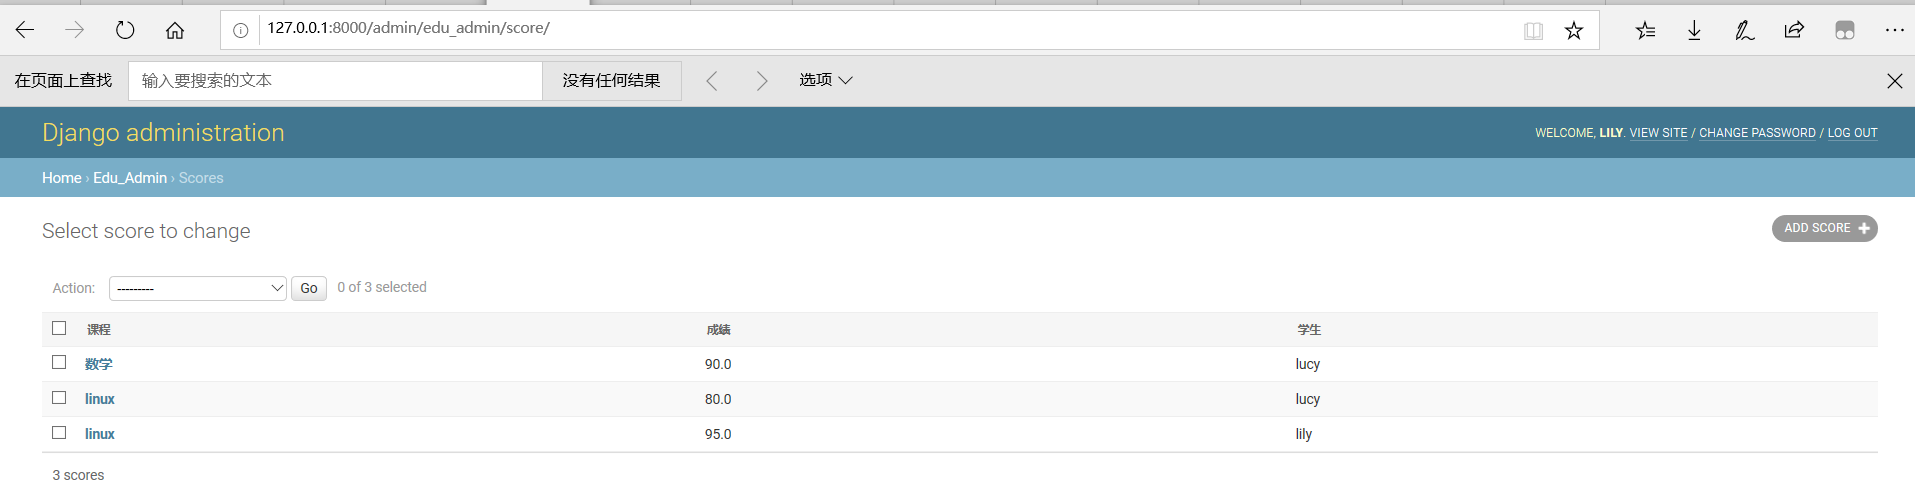 127.0.0.1:8000/admin/edu_admin/score/
在页面上查找 输入要搜索的文本 没有任何结果 选项
Django administration
WELCOME, LILY. VIEW SITE / CHANGE PASSWORD / LOG OUT
Home › Edu_Admin › Scores
Select score to change
ADD SCORE
Action: --------- Go 0 of 3 selected
课程 成绩 学生
数学 90.0 lucy
linux 80.0 lucy
linux 95.0 lily
3 scores